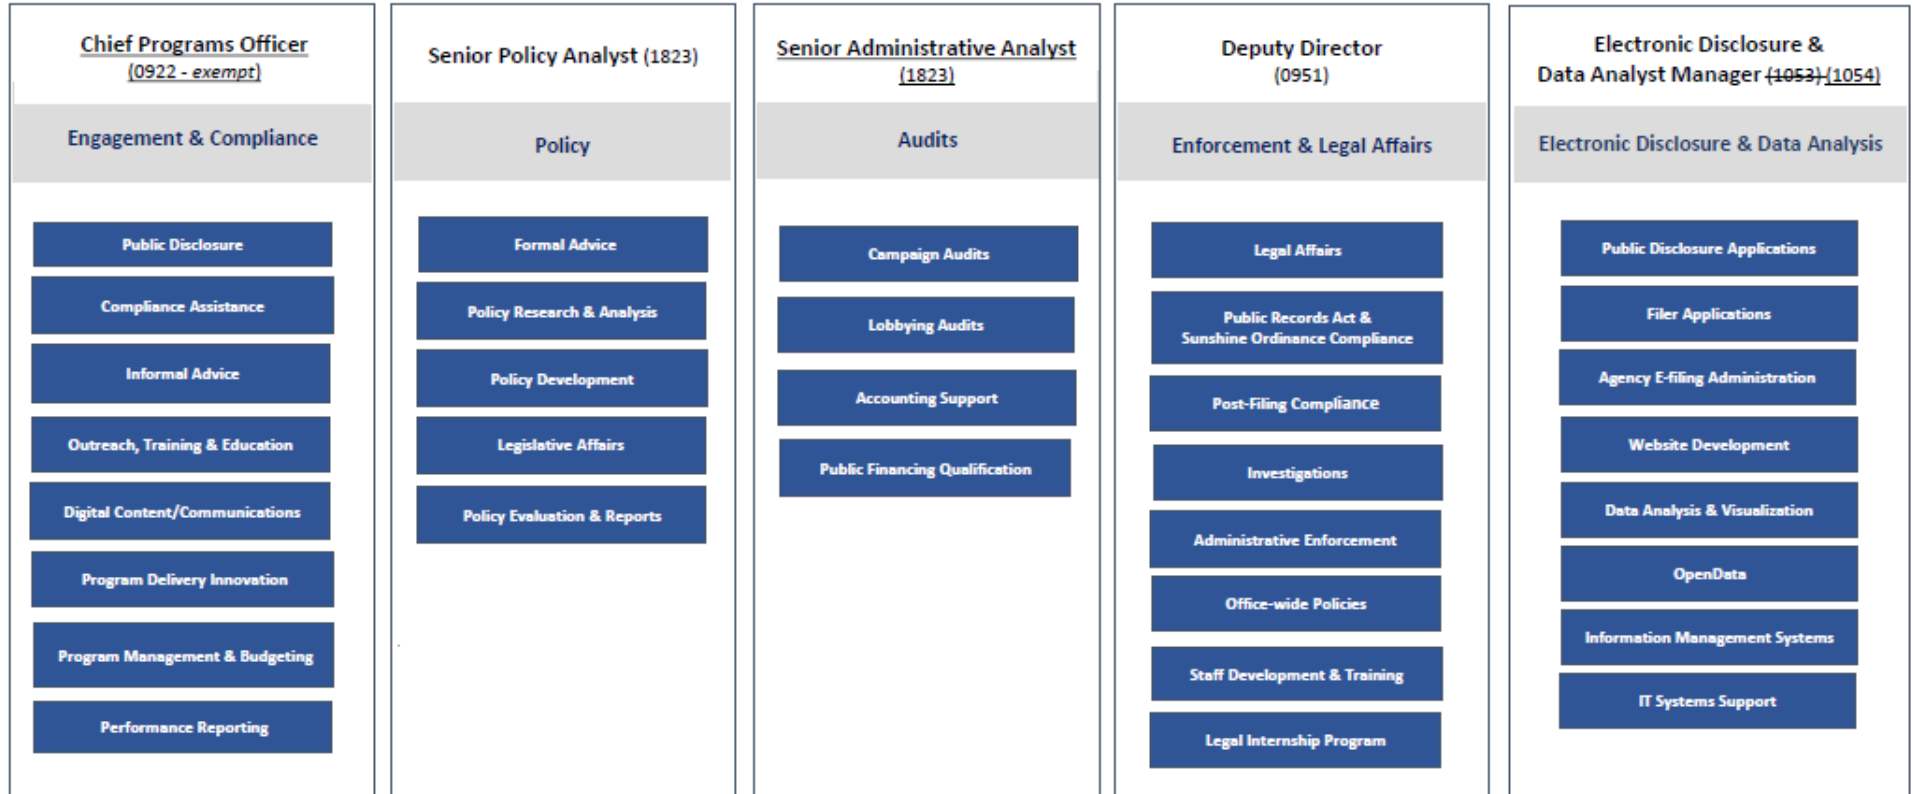 Chief Programs Officer
(0922 - exempt)
Engagement & Compliance
Public Disclosure
Compliance Assistance
Informal Advice
Outreach, Training & Education
Digital Content/Communications
Program Delivery Innovation
Program Management & Budgeting
Performance Reporting
Senior Policy Analyst (1823)
Policy
Formal Advice
Policy Research & Analysis
Policy Development
Legislative Affairs
Policy Evaluation & Reports
Senior Administrative Analyst
(1823)
Audits
Campaign Audits
Lobbying Audits
Accounting Support
Public Financing Qualification
Deputy Director
(0951)
Enforcement & Legal Affairs
Legal Affairs
Public Records Act &
Sunshine Ordinance Compliance
Post-Filing Compliance
Investigations
Administrative Enforcement
Office-wide Policies
Staff Development & Training
Legal Internship Program
Electronic Disclosure &
Data Analyst Manager (1053) (1054)
Electronic Disclosure & Data Analysis
Public Disclosure Applications
Filer Applications
Agency E-filing Administration
Website Development
Data Analysis & Visualization
OpenData
Information Management Systems
IT Systems Support